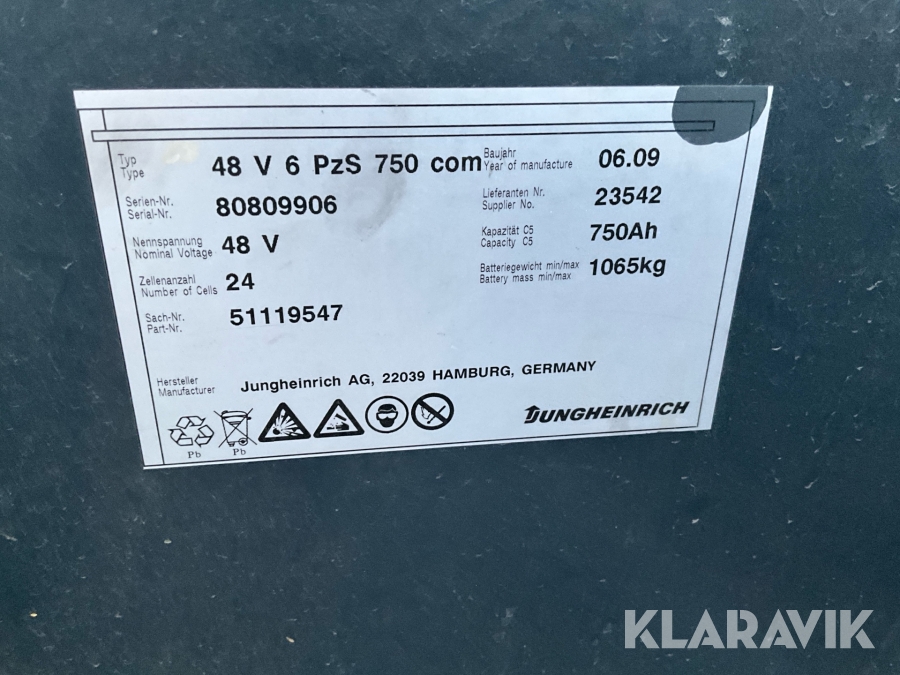 Typ
Type
48 V 6 PzS 750 com
Baujahr
Year of manufacture
06.09
Serien-Nr.
Serial-Nr.
80809906
Lieferanten Nr.
Supplier No.
23542
Nennspannung
Nominal Voltage
48 V
Kapazität C5
Capacity C5
750Ah
Zellenanzahl
Number of Cells
24
Batteriegewicht min/max
Battery mass min/max
1065kg
Sach-Nr.
Part-Nr.
51119547
Hersteller
Manufacturer
Jungheinrich AG, 22039 HAMBURG, GERMANY
Pb
Pb
JUNGHEINRICH
KLARAVIK